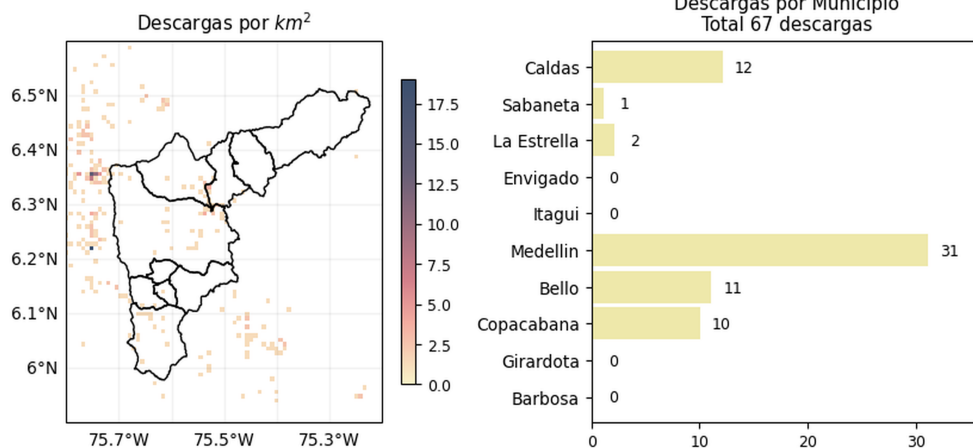 Descargas por km²
6.5°N
6.4°N
6.3°N
6.2°N
6.1°N
6°N
75.7°W
75.5°W
75.3°W
17.5
15.0
12.5
10.0
7.5
5.0
2.5
0.0
Descargas por Municipio
Total 67 descargas
Caldas 12
Sabaneta 1
La Estrella 2
Envigado 0
Itagui 0
Medellin 31
Bello 11
Copacabana 10
Girardota 0
Barbosa 0
0
10
20
30